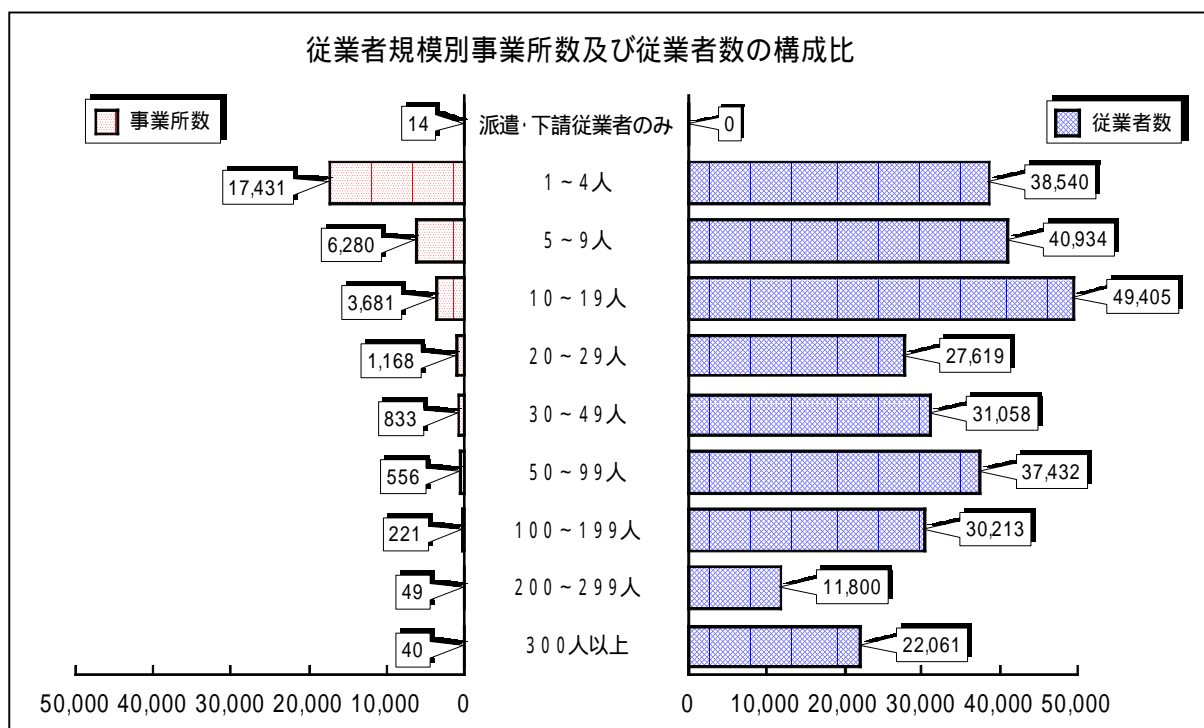 従業者規模別事業所数及び従業者数の構成比
事業所数
従業者数
14 派遣・下請従業者のみ 0
17,431 1~4人 38,540
6,280 5~9人 40,934
3,681 10~19人 49,405
1,168 20~29人 27,619
833 30~49人 31,058
556 50~99人 37,432
221 100~199人 30,213
49 200~299人 11,800
40 300人以上 22,061
50,000 40,000 30,000 20,000 10,000 0
0 10,000 20,000 30,000 40,000 50,000